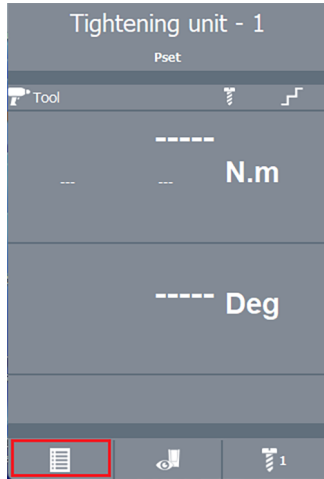 Tightening unit - 1
Pset
Tool
-----
--- --- N.m
----- Deg
1